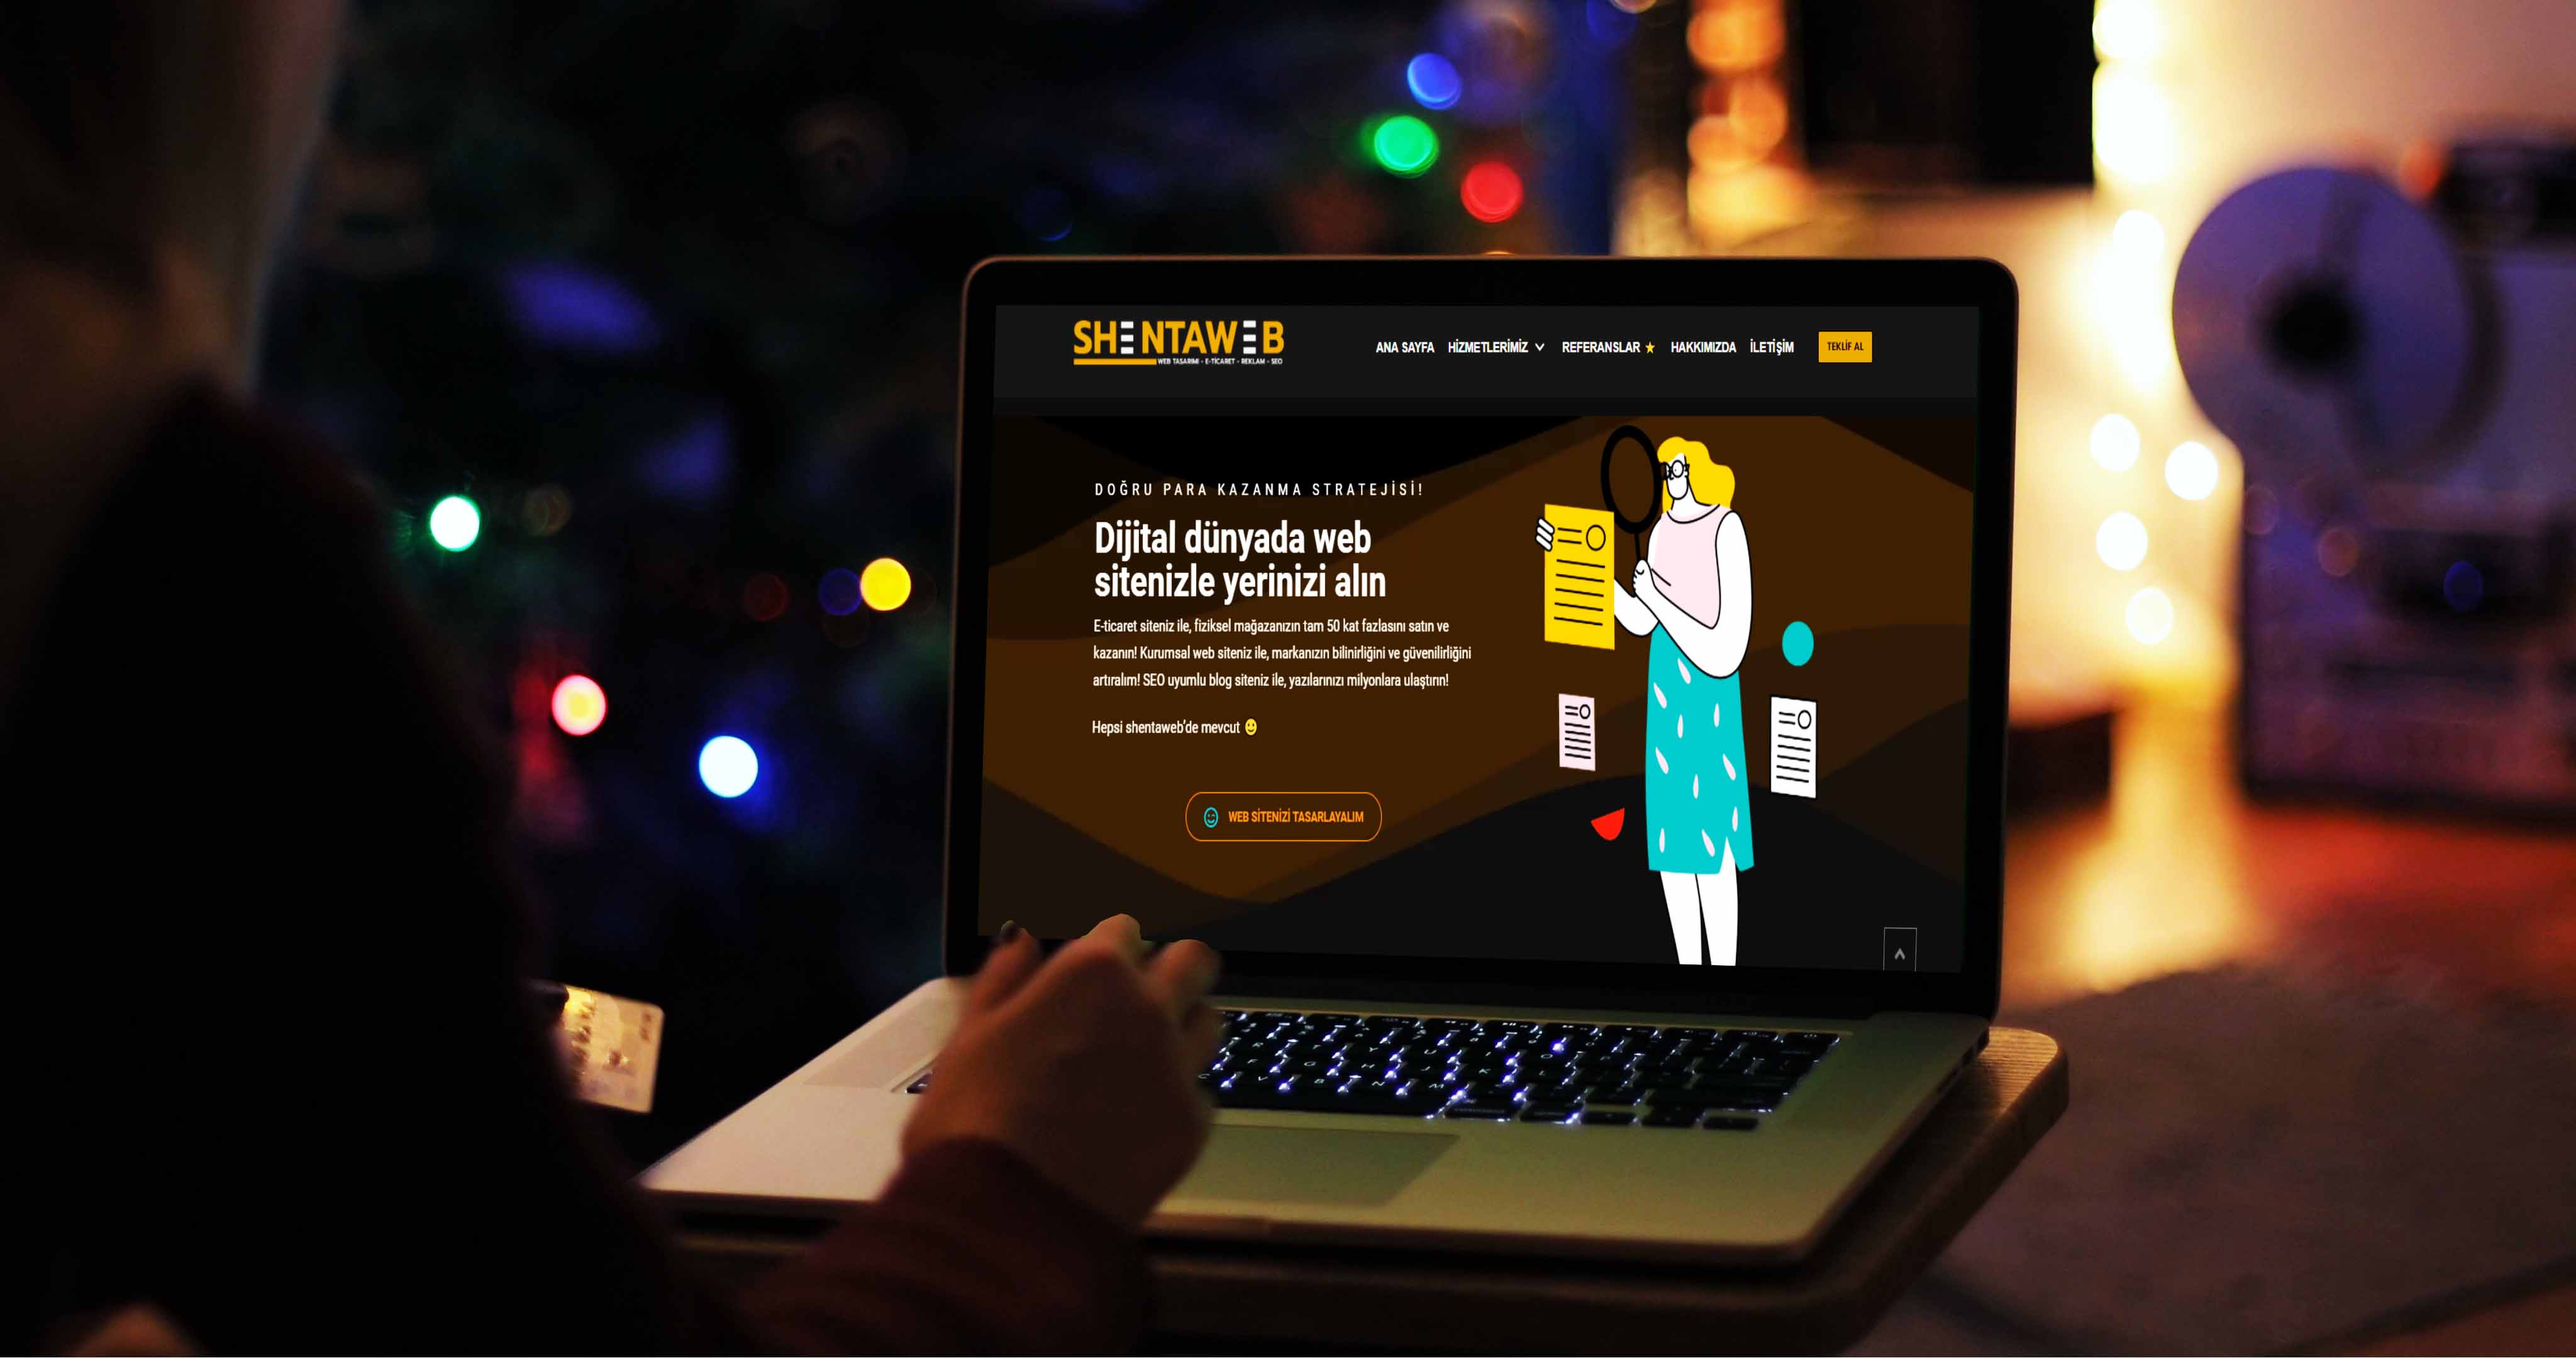 SHENTAWEB
WEB TASARIMI - E-TİCARET - REKLAM - SEO
ANA SAYFA HİZMETLERİMİZ REFERANSLAR HAKKIMIZDA İLETİŞİM TEKLİF AL
DOĞRU PARA KAZANMA STRATEJİSİ!
Dijital dünyada web
sitenizle yerinizi alın
E-ticaret siteniz ile, fiziksel mağazanızın tam 50 kat fazlasını satın ve
kazanın! Kurumsal web siteniz ile, markanızın bilinirliğini ve güvenilirliğini
artıralım! SEO uyumlu blog siteniz ile, yazılarınızı milyonlara ulaştırın!
Hepsi shentaweb'de mevcut
WEB SİTENİZİ TASARLAYALIM